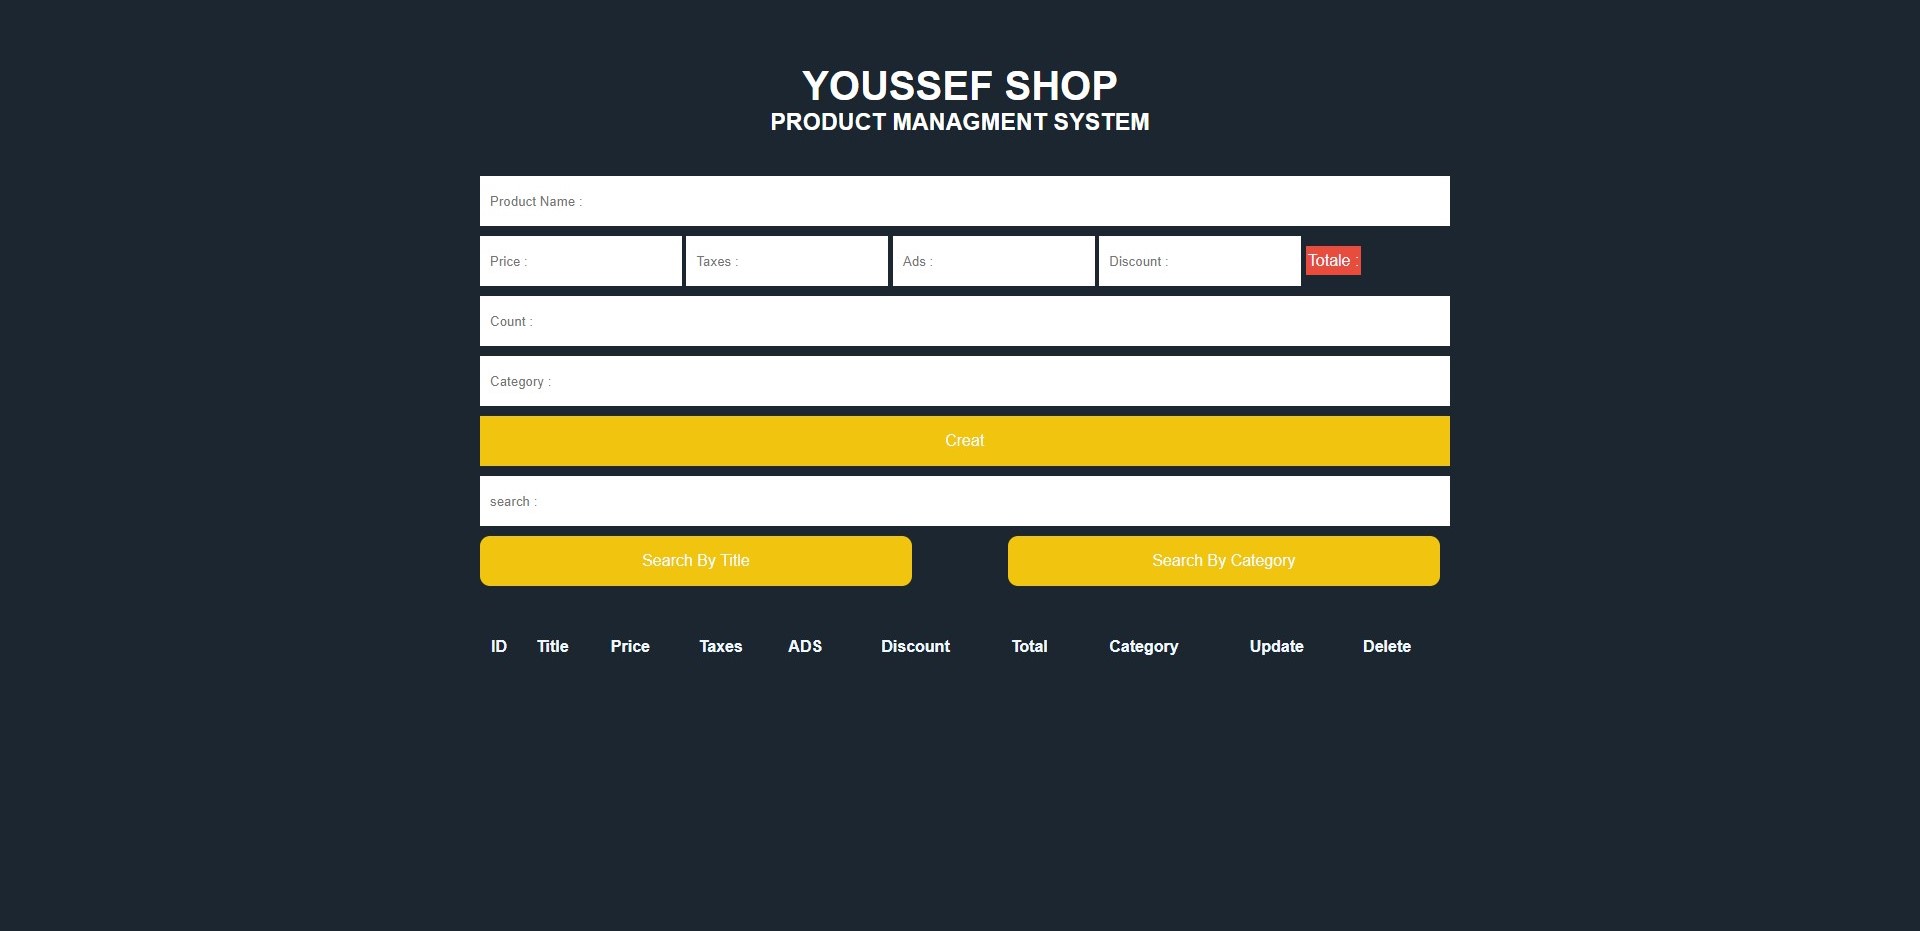 YOUSSEF SHOP
PRODUCT MANAGMENT SYSTEM
Product Name :
Price : Taxes : Ads : Discount : Totale :
Count :
Category :
Creat
search :
Search By Title Search By Category
ID Title Price Taxes ADS Discount Total Category Update Delete